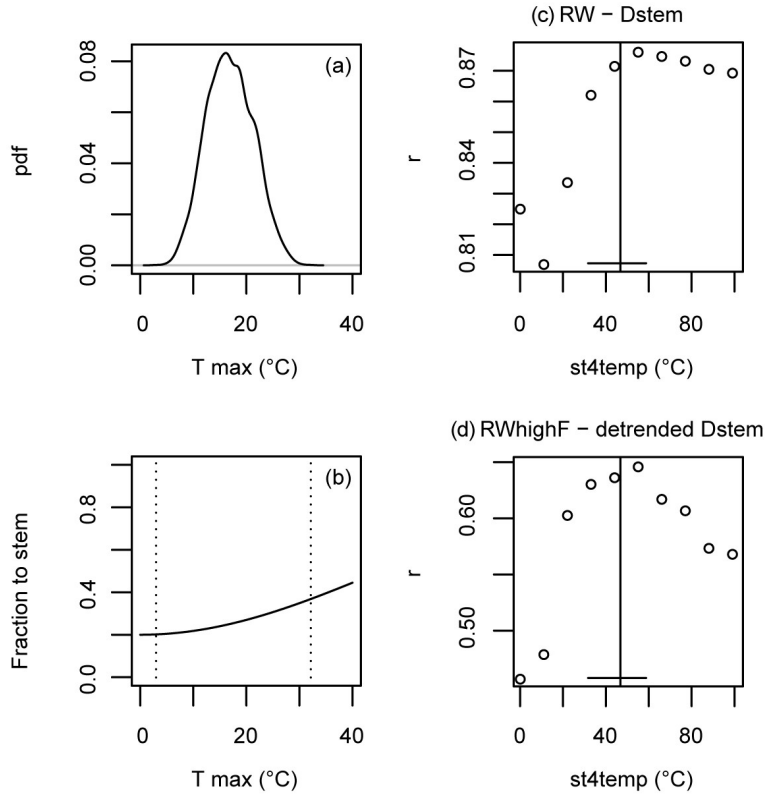 (a)
pdf
0.00 0.04 0.08
0 20 40
T max (°C)
(c) RW − Dstem
r
0.81 0.84 0.87
0 40 80
st4temp (°C)
(b)
Fraction to stem
0.0 0.4 0.8
0 20 40
T max (°C)
(d) RWhighF − detrended Dstem
r
0.50 0.60
0 40 80
st4temp (°C)